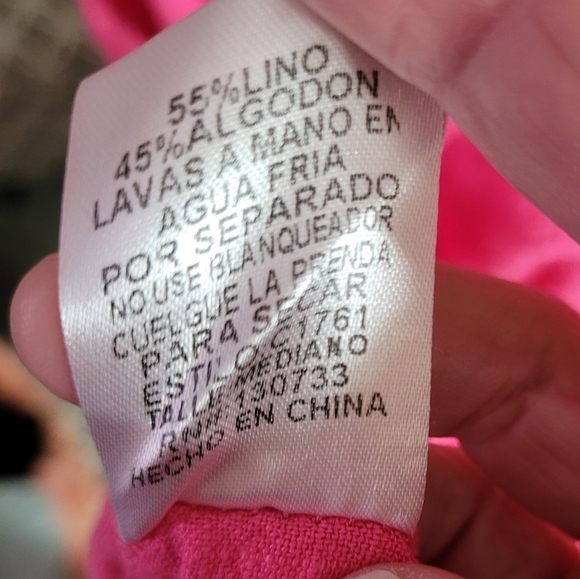 55%LINO
45%ALGODON
LAVAS A MANO EN
AGUA FRIA
POR SEPARADO
NO USE BLANQUEADOR
CUELGUE LA PRENDA
PARA SECAR
ESTILO:C1761
TALLE MEDIANO
RN# 130733
HECHO EN CHINA